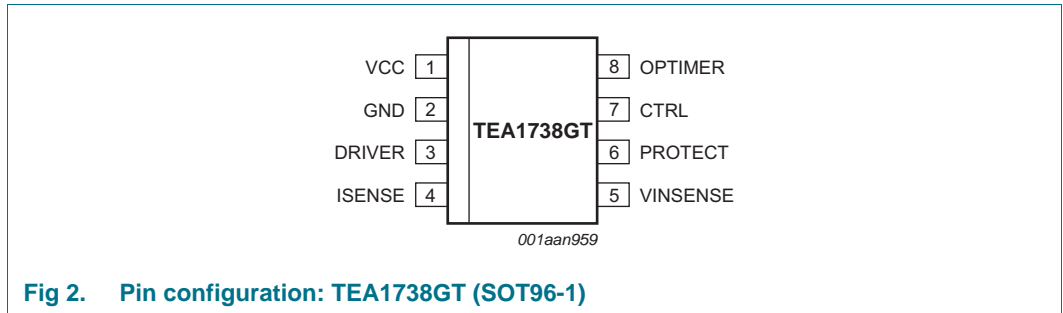 VCC 1 8 OPTIMER
GND 2 7 CTRL
TEA1738GT
DRIVER 3 6 PROTECT
ISENSE 4 5 VINSENSE
001aan959
Fig 2. Pin configuration: TEA1738GT (SOT96-1)